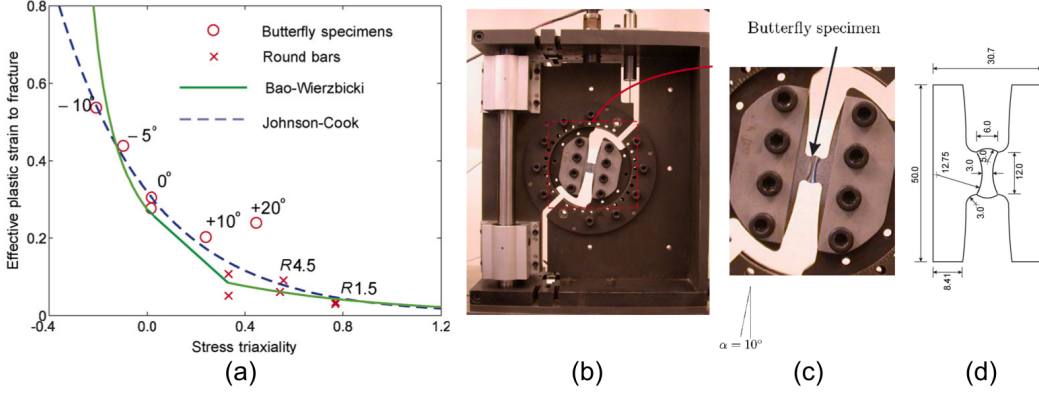 Effective plastic strain to fracture
0.8
0.6
0.4
0.2
0
-0.4
0.0
0.4
0.8
1.2
Stress triaxiality
Butterfly specimens
Round bars
Bao-Wierzbicki
Johnson-Cook
−10°
−5°
0°
+10°
+20°
R4.5
R1.5
(a)
(b)
Butterfly specimen
α = 10°
(c)
30.7
50.0
6.0
12.75
3.0
5.0
12.0
3.0
8.41
(d)